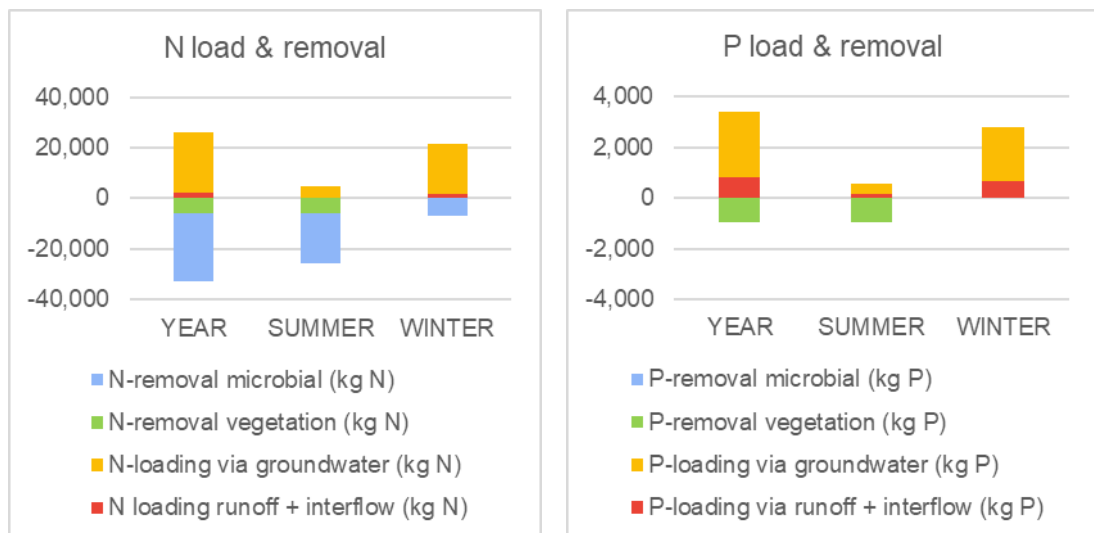 N load & removal
40,000
20,000
0
-20,000
-40,000
YEAR SUMMER WINTER
N-removal microbial (kg N)
N-removal vegetation (kg N)
N-loading via groundwater (kg N)
N loading runoff + interflow (kg N)
P load & removal
4,000
2,000
0
-2,000
-4,000
YEAR SUMMER WINTER
P-removal microbial (kg P)
P-removal vegetation (kg P)
P-loading via groundwater (kg P)
P-loading via runoff + interflow (kg P)